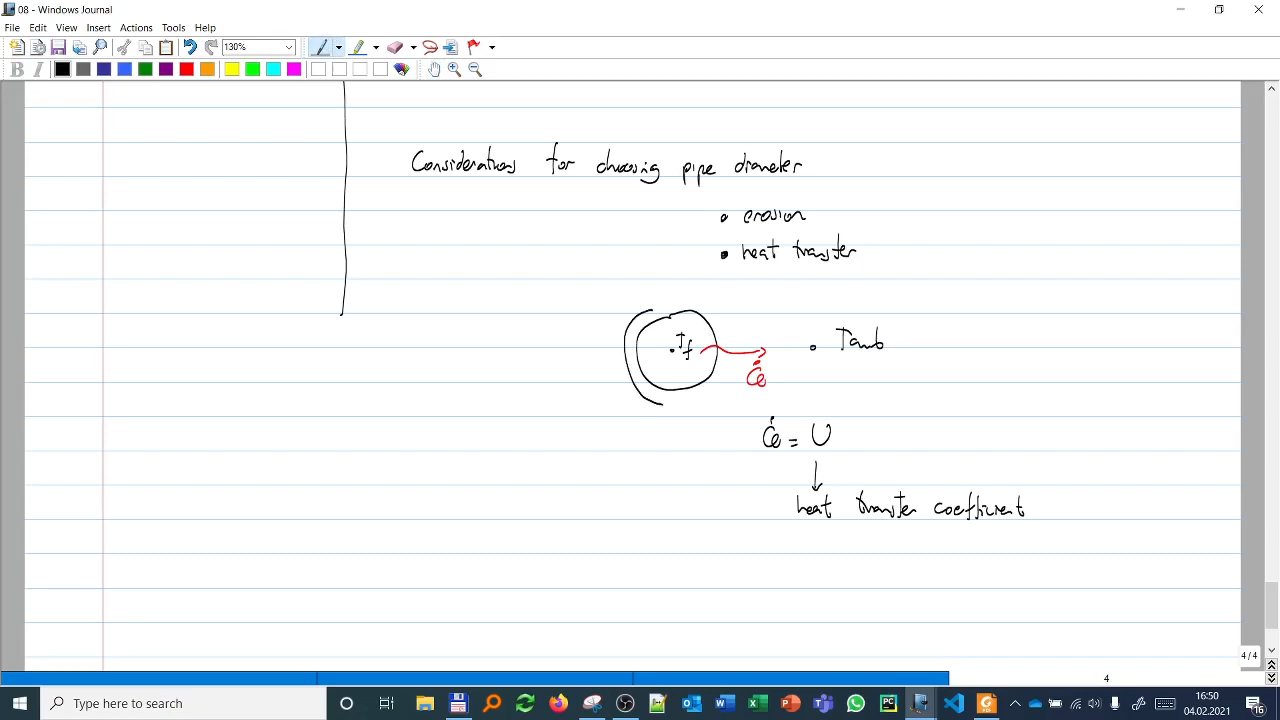 08 - Windows Journal
File Edit View Insert Actions Tools Help
130%
B I
Considerations for choosing pipe diameter
• erosion
• heat transfer
Tf
Tamb
Q̇
Q̇ = U
heat transfer coefficient
4/4
4
Type here to search
16:50
04.02.2021